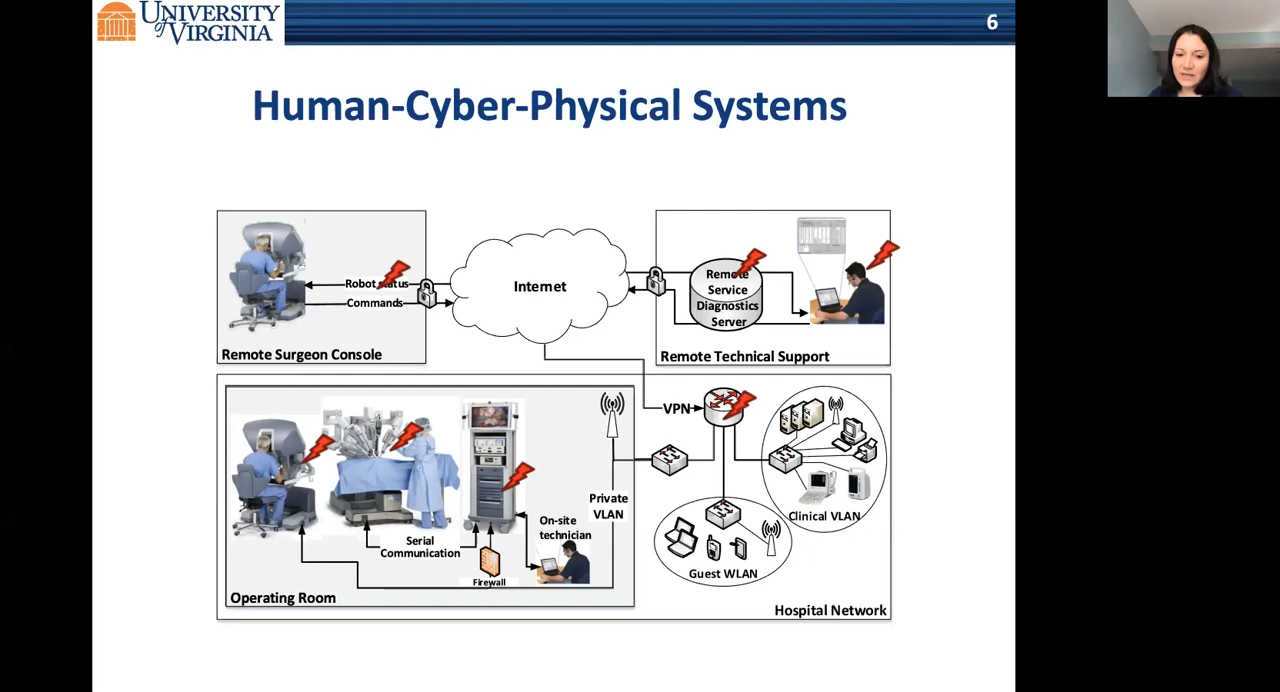 UNIVERSITY
of VIRGINIA
6
Human-Cyber-Physical Systems
Robot status
Commands
Remote Surgeon Console
Internet
Remote
Service
Diagnostics
Server
Remote Technical Support
VPN
Private
VLAN
On-site
technician
Serial
Communication
Firewall
Operating Room
Clinical VLAN
Guest WLAN
Hospital Network